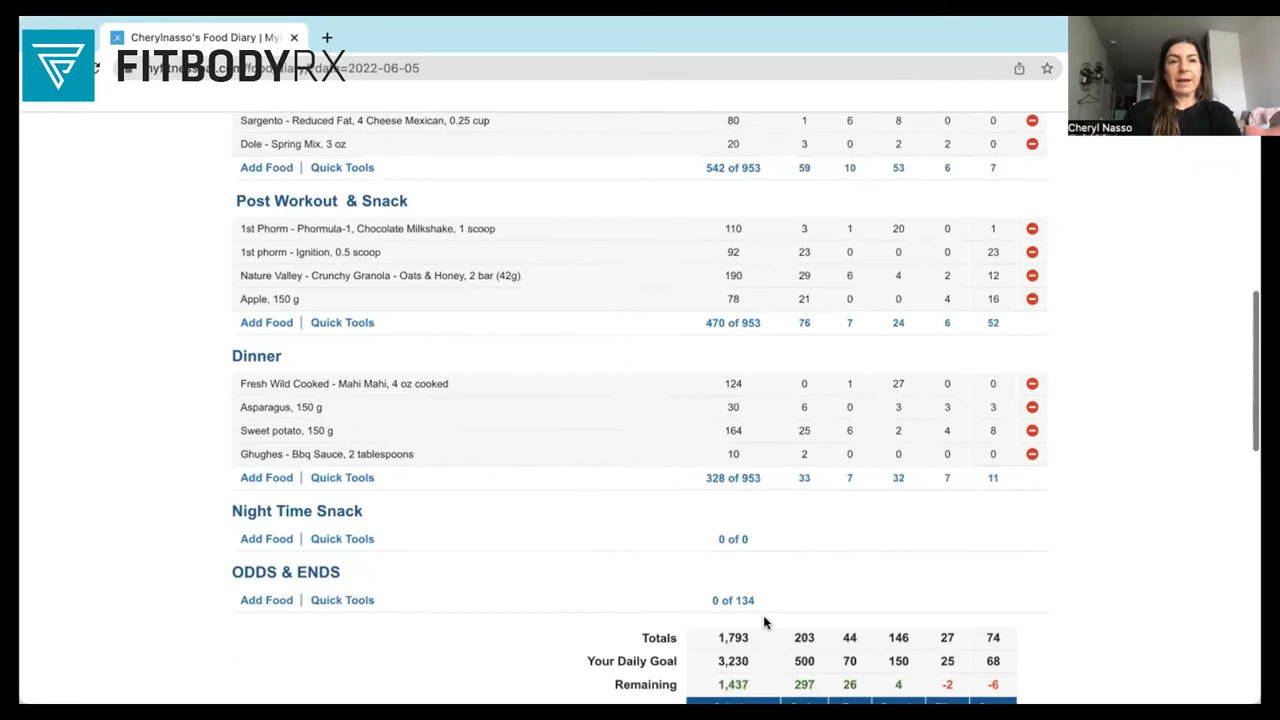 Cherylnasso's Food Diary | My
FITBODYRX
date=2022-06-05
Cheryl Nasso
Sargento - Reduced Fat, 4 Cheese Mexican, 0.25 cup 80 1 6 8 0 0
Dole - Spring Mix, 3 oz 20 3 0 2 2 0
Add Food | Quick Tools 542 of 953 59 10 53 6 7
Post Workout & Snack
1st Phorm - Phormula-1, Chocolate Milkshake, 1 scoop 110 3 1 20 0 1
1st phorm - Ignition, 0.5 scoop 92 23 0 0 0 23
Nature Valley - Crunchy Granola - Oats & Honey, 2 bar (42g) 190 29 6 4 2 12
Apple, 150 g 78 21 0 0 4 16
Add Food | Quick Tools 470 of 953 76 7 24 6 52
Dinner
Fresh Wild Cooked - Mahi Mahi, 4 oz cooked 124 0 1 27 0 0
Asparagus, 150 g 30 6 0 3 3 3
Sweet potato, 150 g 164 25 6 2 4 8
Ghughes - Bbq Sauce, 2 tablespoons 10 2 0 0 0 0
Add Food | Quick Tools 328 of 953 33 7 32 7 11
Night Time Snack
Add Food | Quick Tools 0 of 0
ODDS & ENDS
Add Food | Quick Tools 0 of 134
Totals 1,793 203 44 146 27 74
Your Daily Goal 3,230 500 70 150 25 68
Remaining 1,437 297 26 4 -2 -6